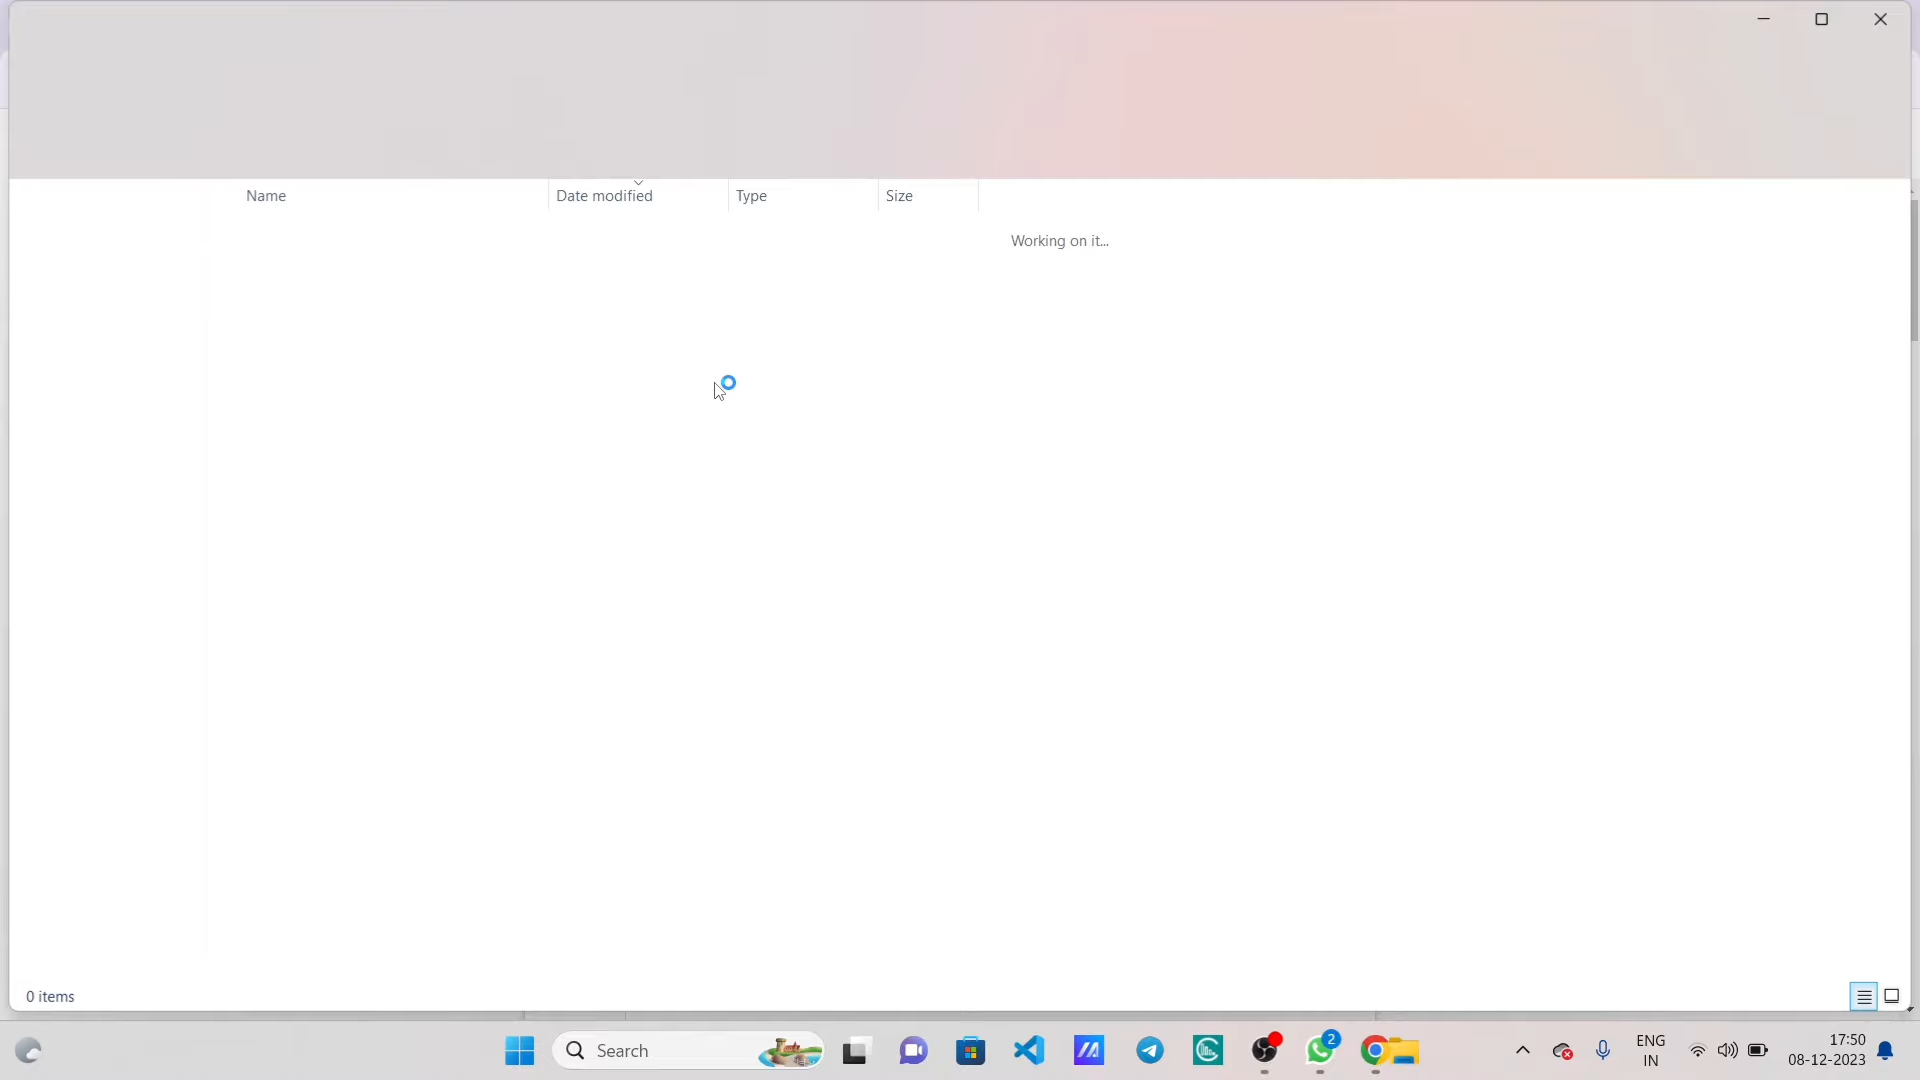 Name Date modified Type Size
Working on it...
0 items
Search
2
ENG
IN
17:50
08-12-2023